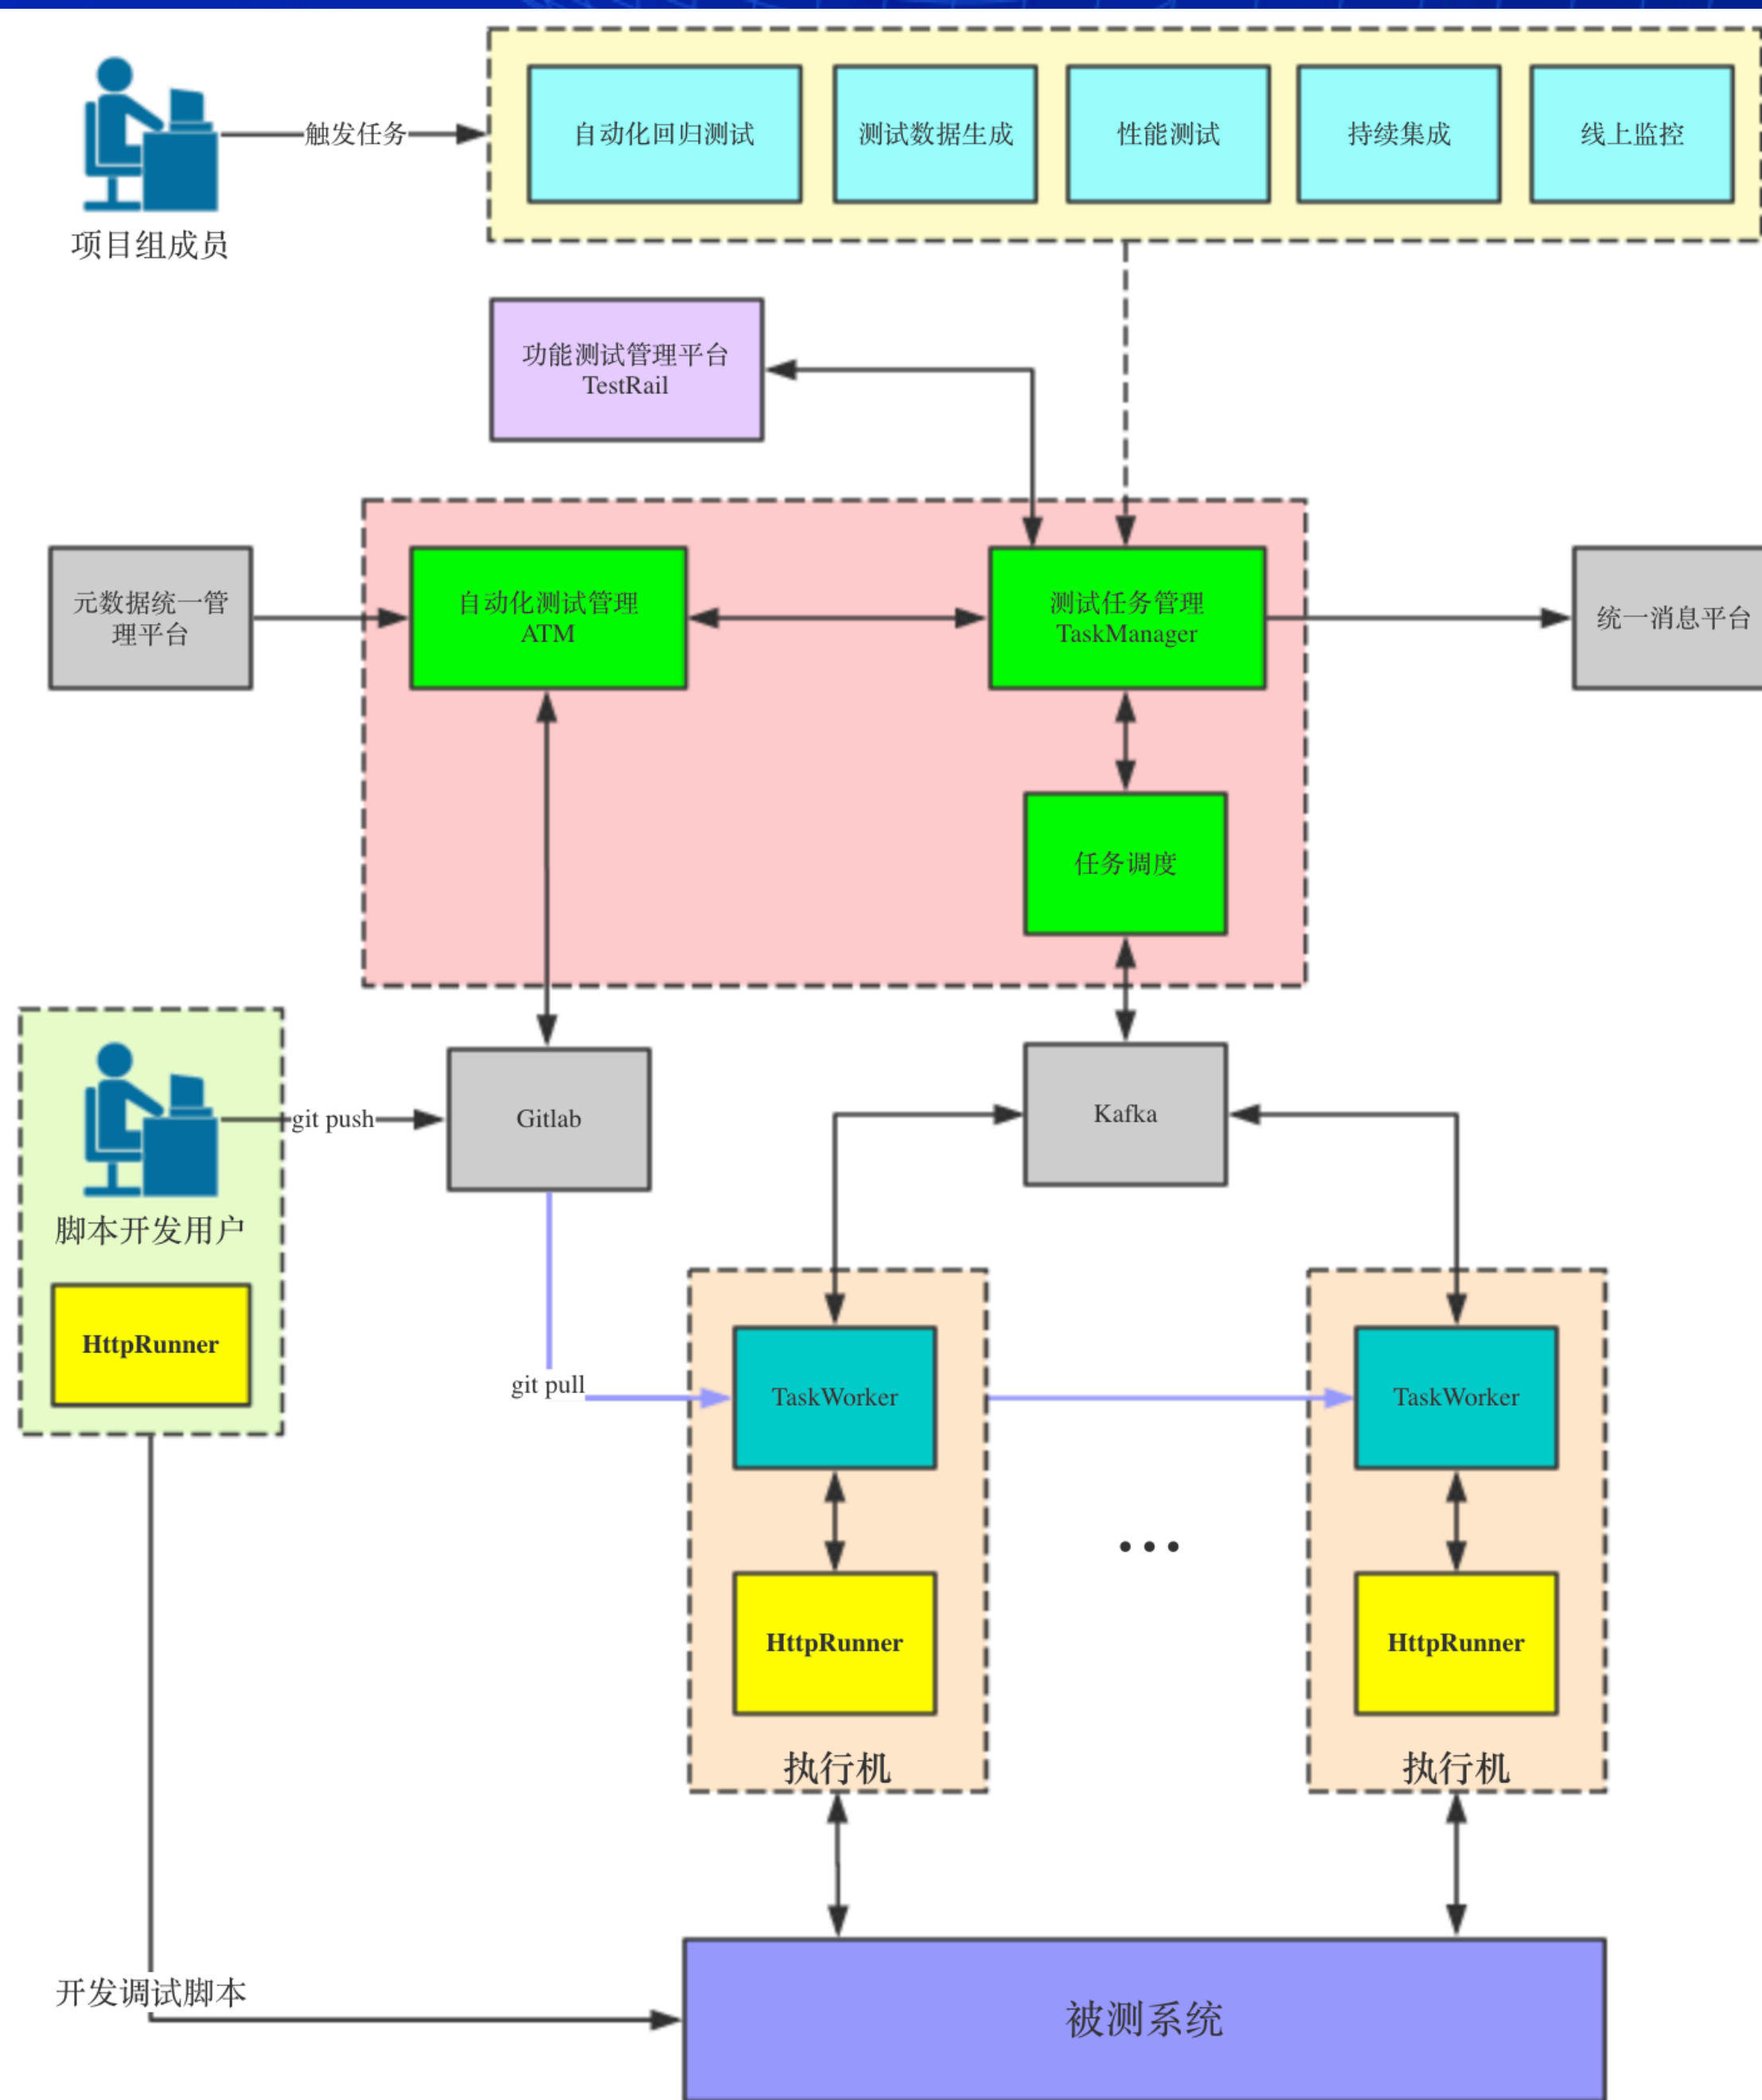 触发任务
自动化回归测试
测试数据生成
性能测试
持续集成
线上监控
项目组成员
功能测试管理平台
TestRail
元数据统一管
理平台
自动化测试管理
ATM
测试任务管理
TaskManager
统一消息平台
任务调度
git push
Gitlab
Kafka
脚本开发用户
HttpRunner
git pull
TaskWorker
TaskWorker
HttpRunner
HttpRunner
执行机
执行机
开发调试脚本
被测系统